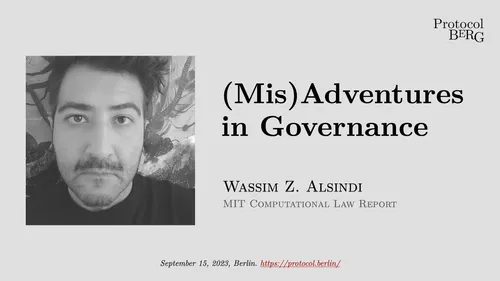 Protocol
BERG
(Mis)Adventures
in Governance
Wassim Z. Alsindi
MIT Computational Law Report
September 15, 2023, Berlin. https://protocol.berlin/